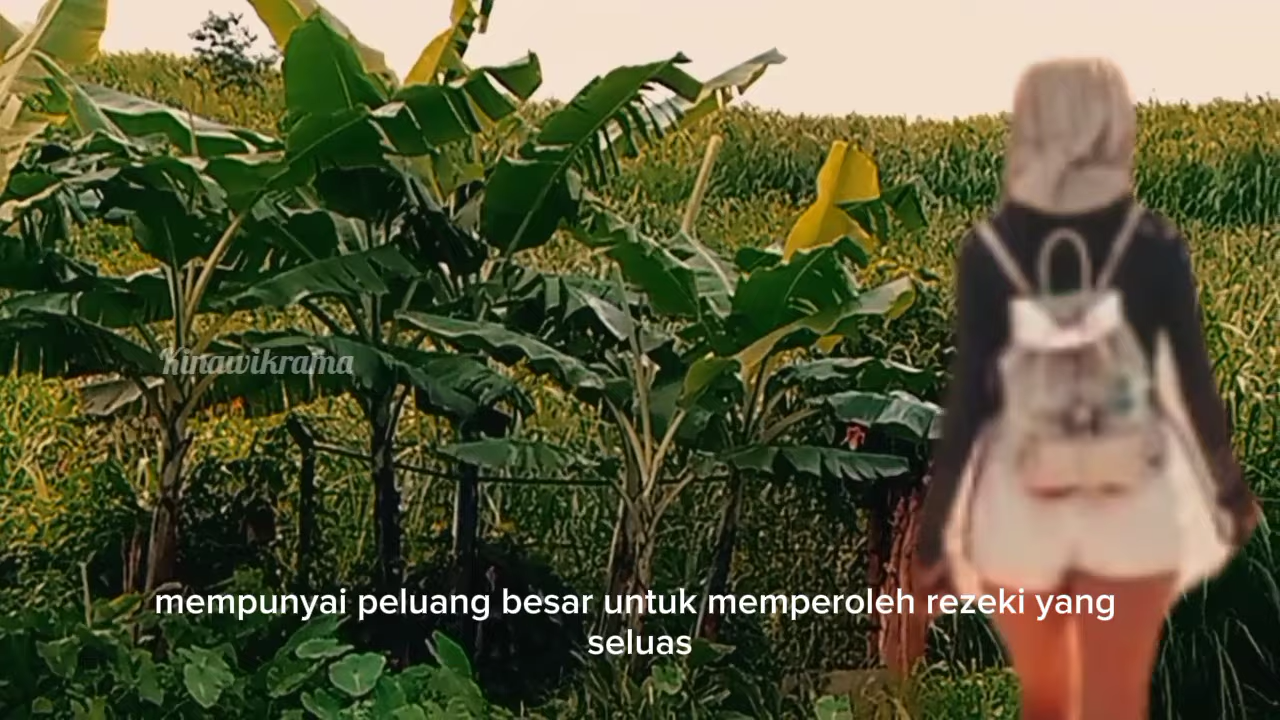 Kinawikrama
mempunyai peluang besar untuk memperoleh rezeki yang
seluas